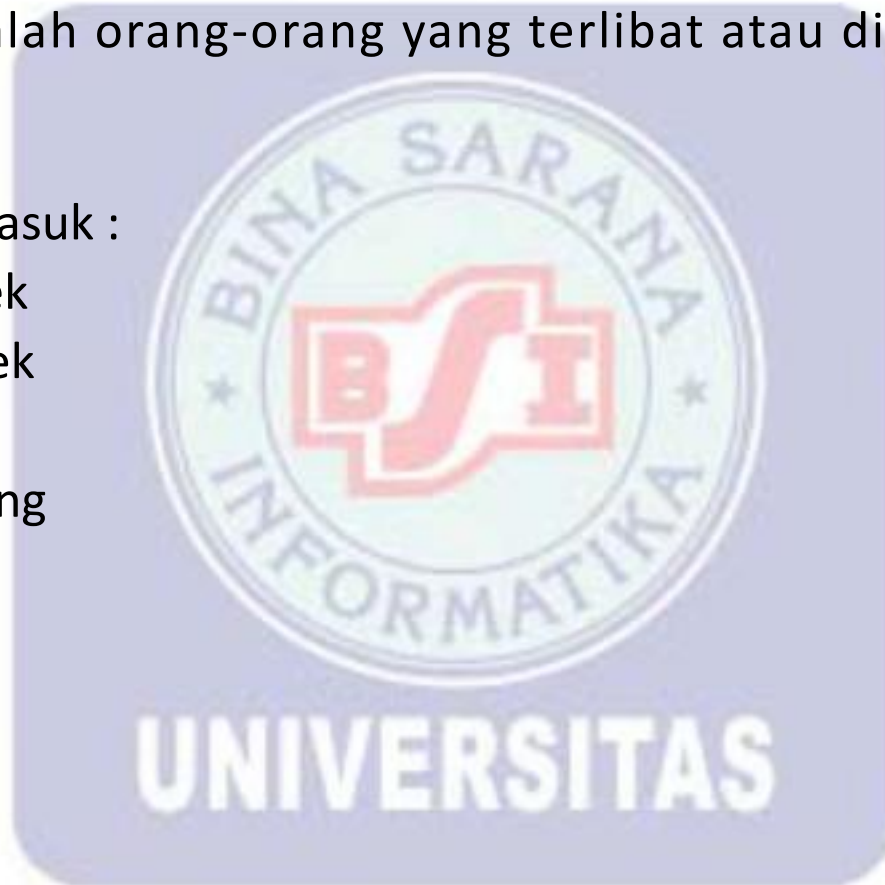 lah orang-orang yang terlibat atau di
asuk :
ek
ek
ng
BINA SARANA
BSI
INFORMATIKA
UNIVERSITAS